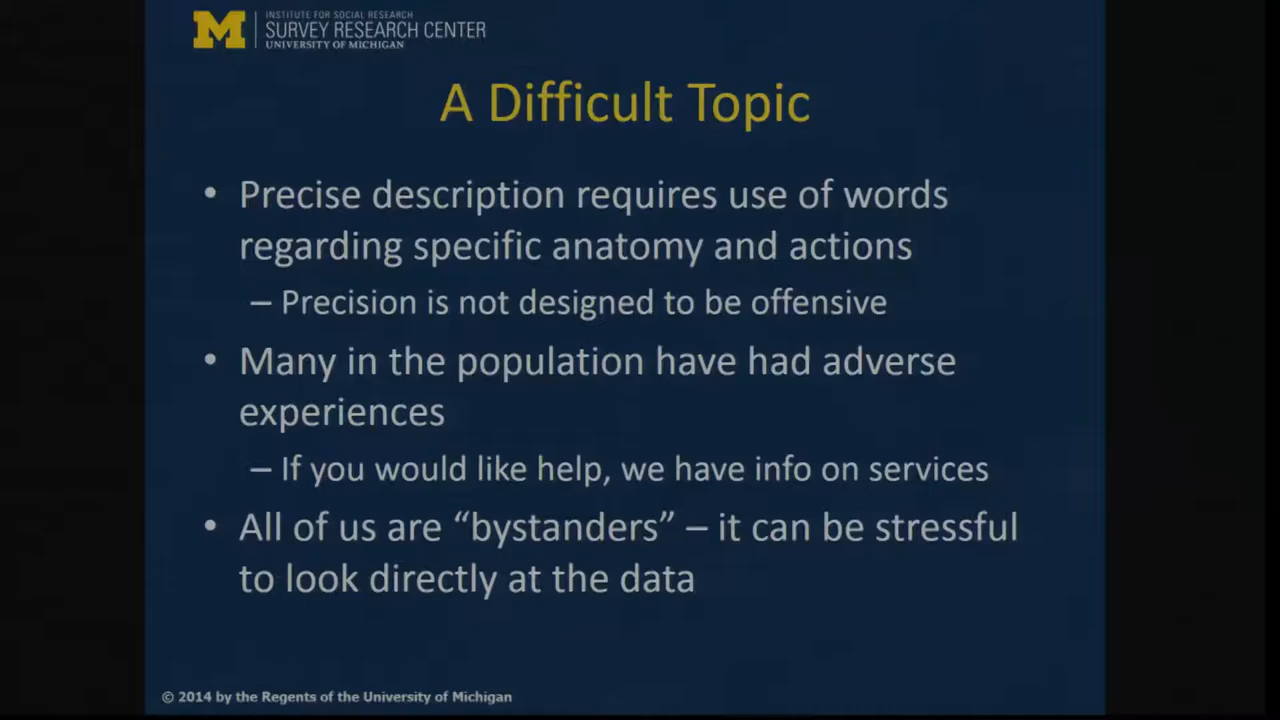 INSTITUTE FOR SOCIAL RESEARCH
SURVEY RESEARCH CENTER
UNIVERSITY OF MICHIGAN
A Difficult Topic
• Precise description requires use of words
regarding specific anatomy and actions
– Precision is not designed to be offensive
• Many in the population have had adverse
experiences
– If you would like help, we have info on services
• All of us are “bystanders” – it can be stressful
to look directly at the data
© 2014 by the Regents of the University of Michigan